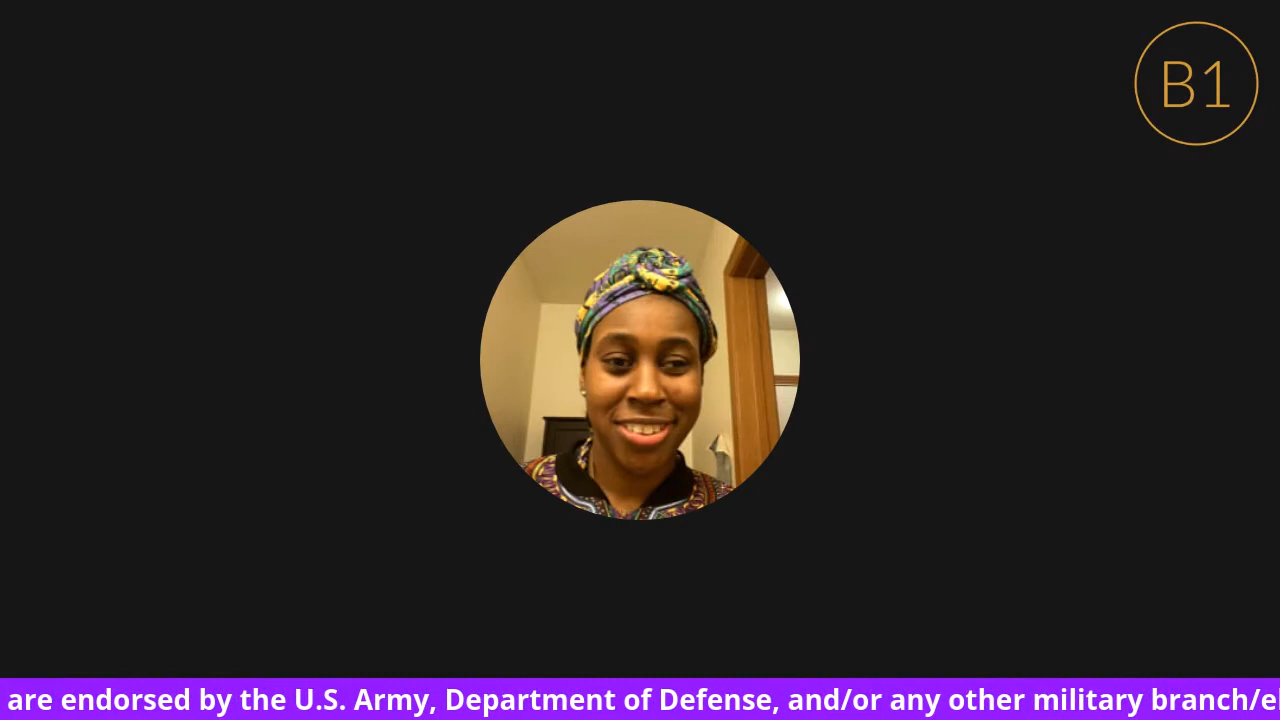 B1
are endorsed by the U.S. Army, Department of Defense, and/or any other military branch/